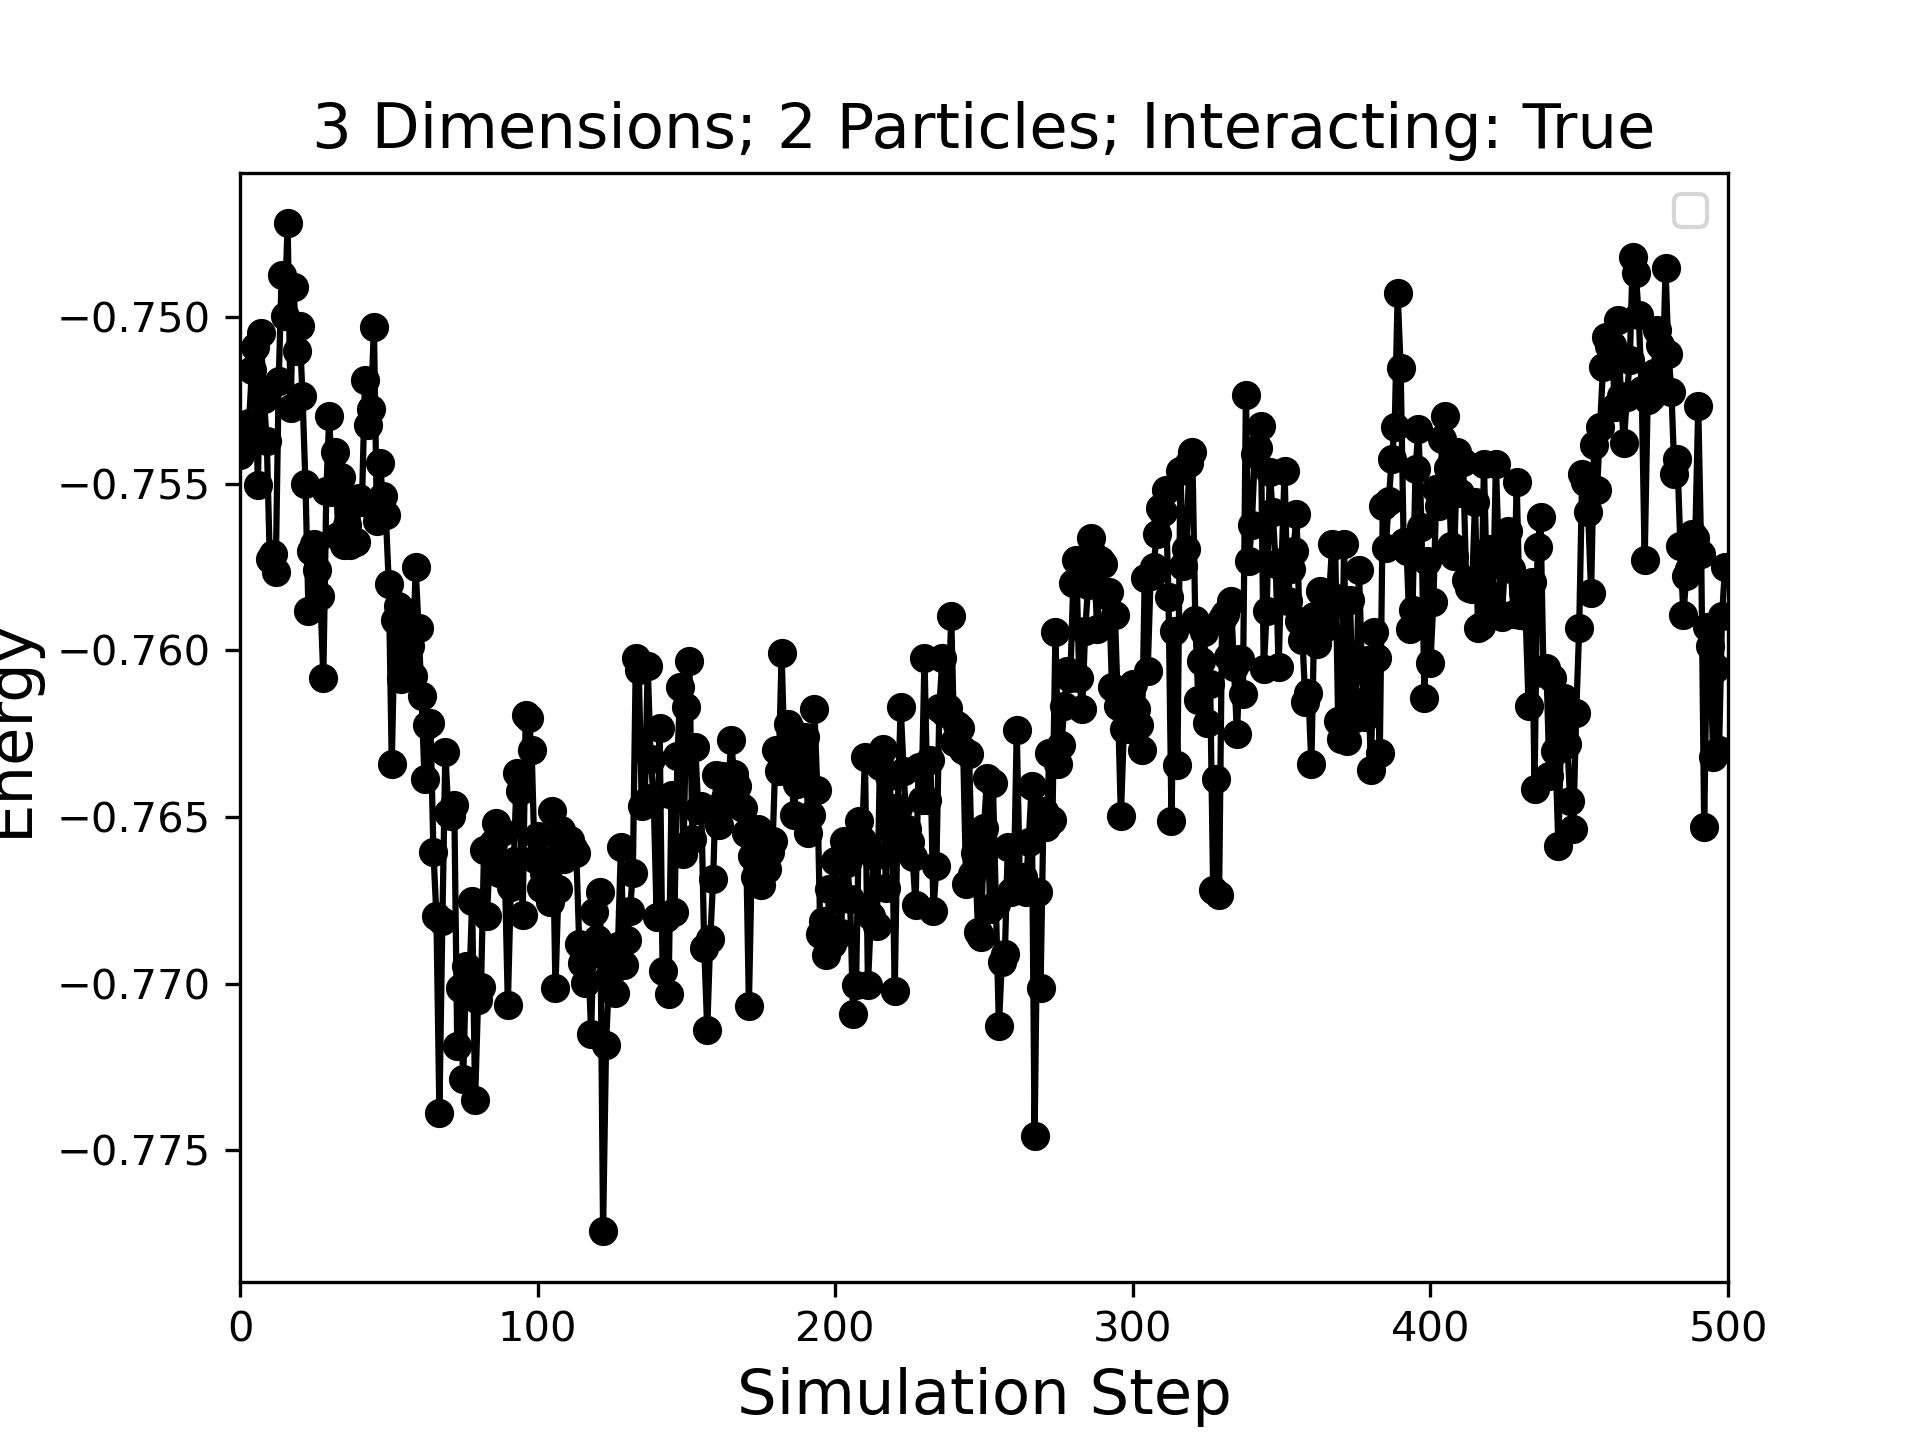 3 Dimensions; 2 Particles; Interacting: True
Energy
−0.750
−0.755
−0.760
−0.765
−0.770
−0.775
0 100 200 300 400 500
Simulation Step